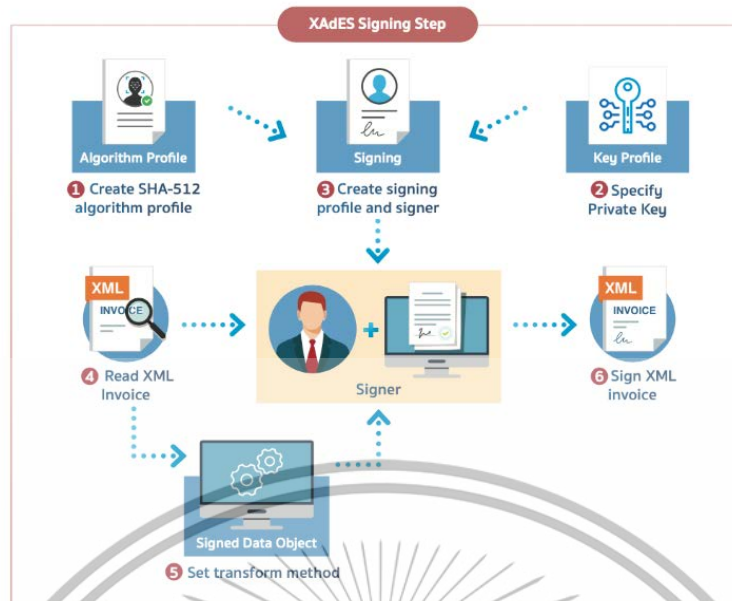 XAdES Signing Step
Algorithm Profile
1 Create SHA-512
algorithm profile
Signing
3 Create signing
profile and signer
Key Profile
2 Specify
Private Key
XML
INVOICE
4 Read XML
Invoice
Signer
XML
INVOICE
6 Sign XML
invoice
Signed Data Object
5 Set transform method